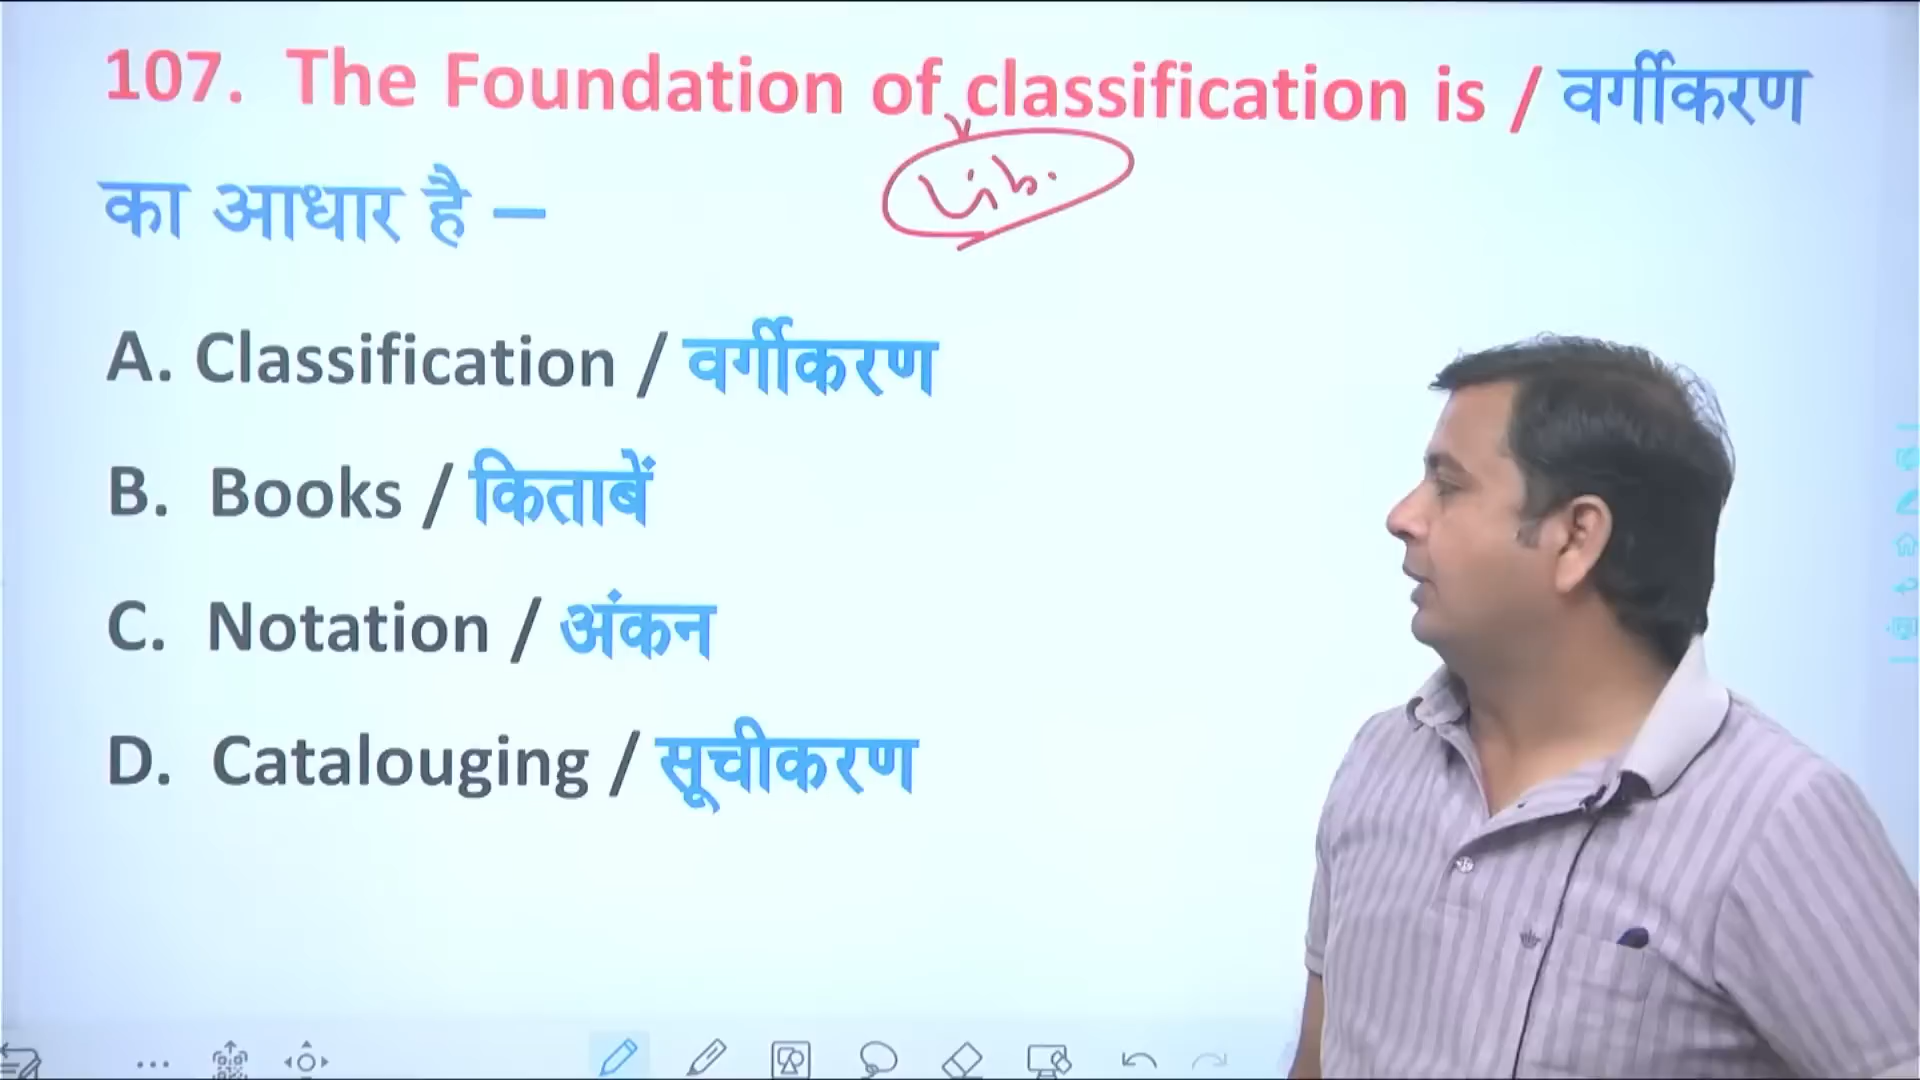 107. The Foundation of classification is / वर्गीकरण
Lib.
का आधार है –
A. Classification / वर्गीकरण
B. Books / किताबें
C. Notation / अंकन
D. Catalouging / सूचीकरण